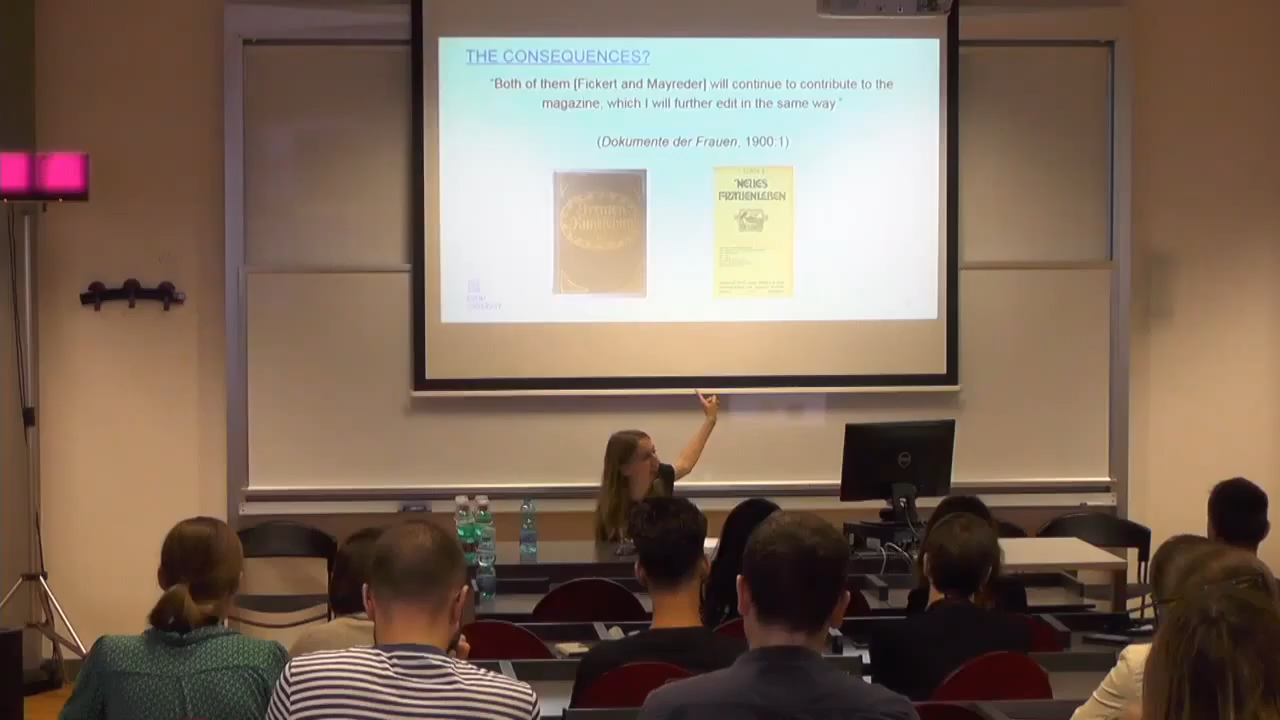 THE CONSEQUENCES?
"Both of them [Fickert and Mayreder] will continue to contribute to the
magazine, which I will further edit in the same way."
(Dokumente der Frauen, 1900:1)
NEUES
FRAUENLEBEN
DELL